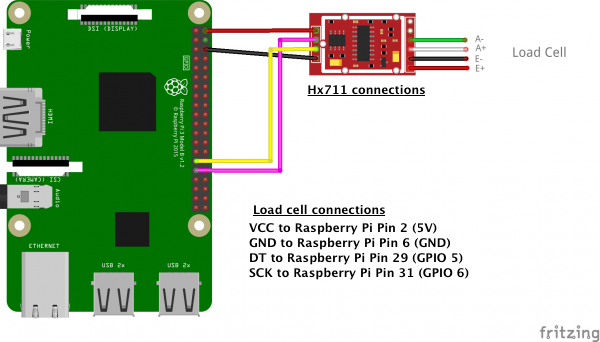 DSI (DISPLAY)
Power
A-
A+
E-
E+
Load Cell
GPIO
Hx711 connections
Raspberry Pi 3 Model B v1.2
© Raspberry Pi 2015
HDMI
CSI (CAMERA)
Audio
Load cell connections
VCC to Raspberry Pi Pin 2 (5V)
GND to Raspberry Pi Pin 6 (GND)
DT to Raspberry Pi Pin 29 (GPIO 5)
SCK to Raspberry Pi Pin 31 (GPIO 6)
ETHERNET
USB 2x
USB 2x
fritzing